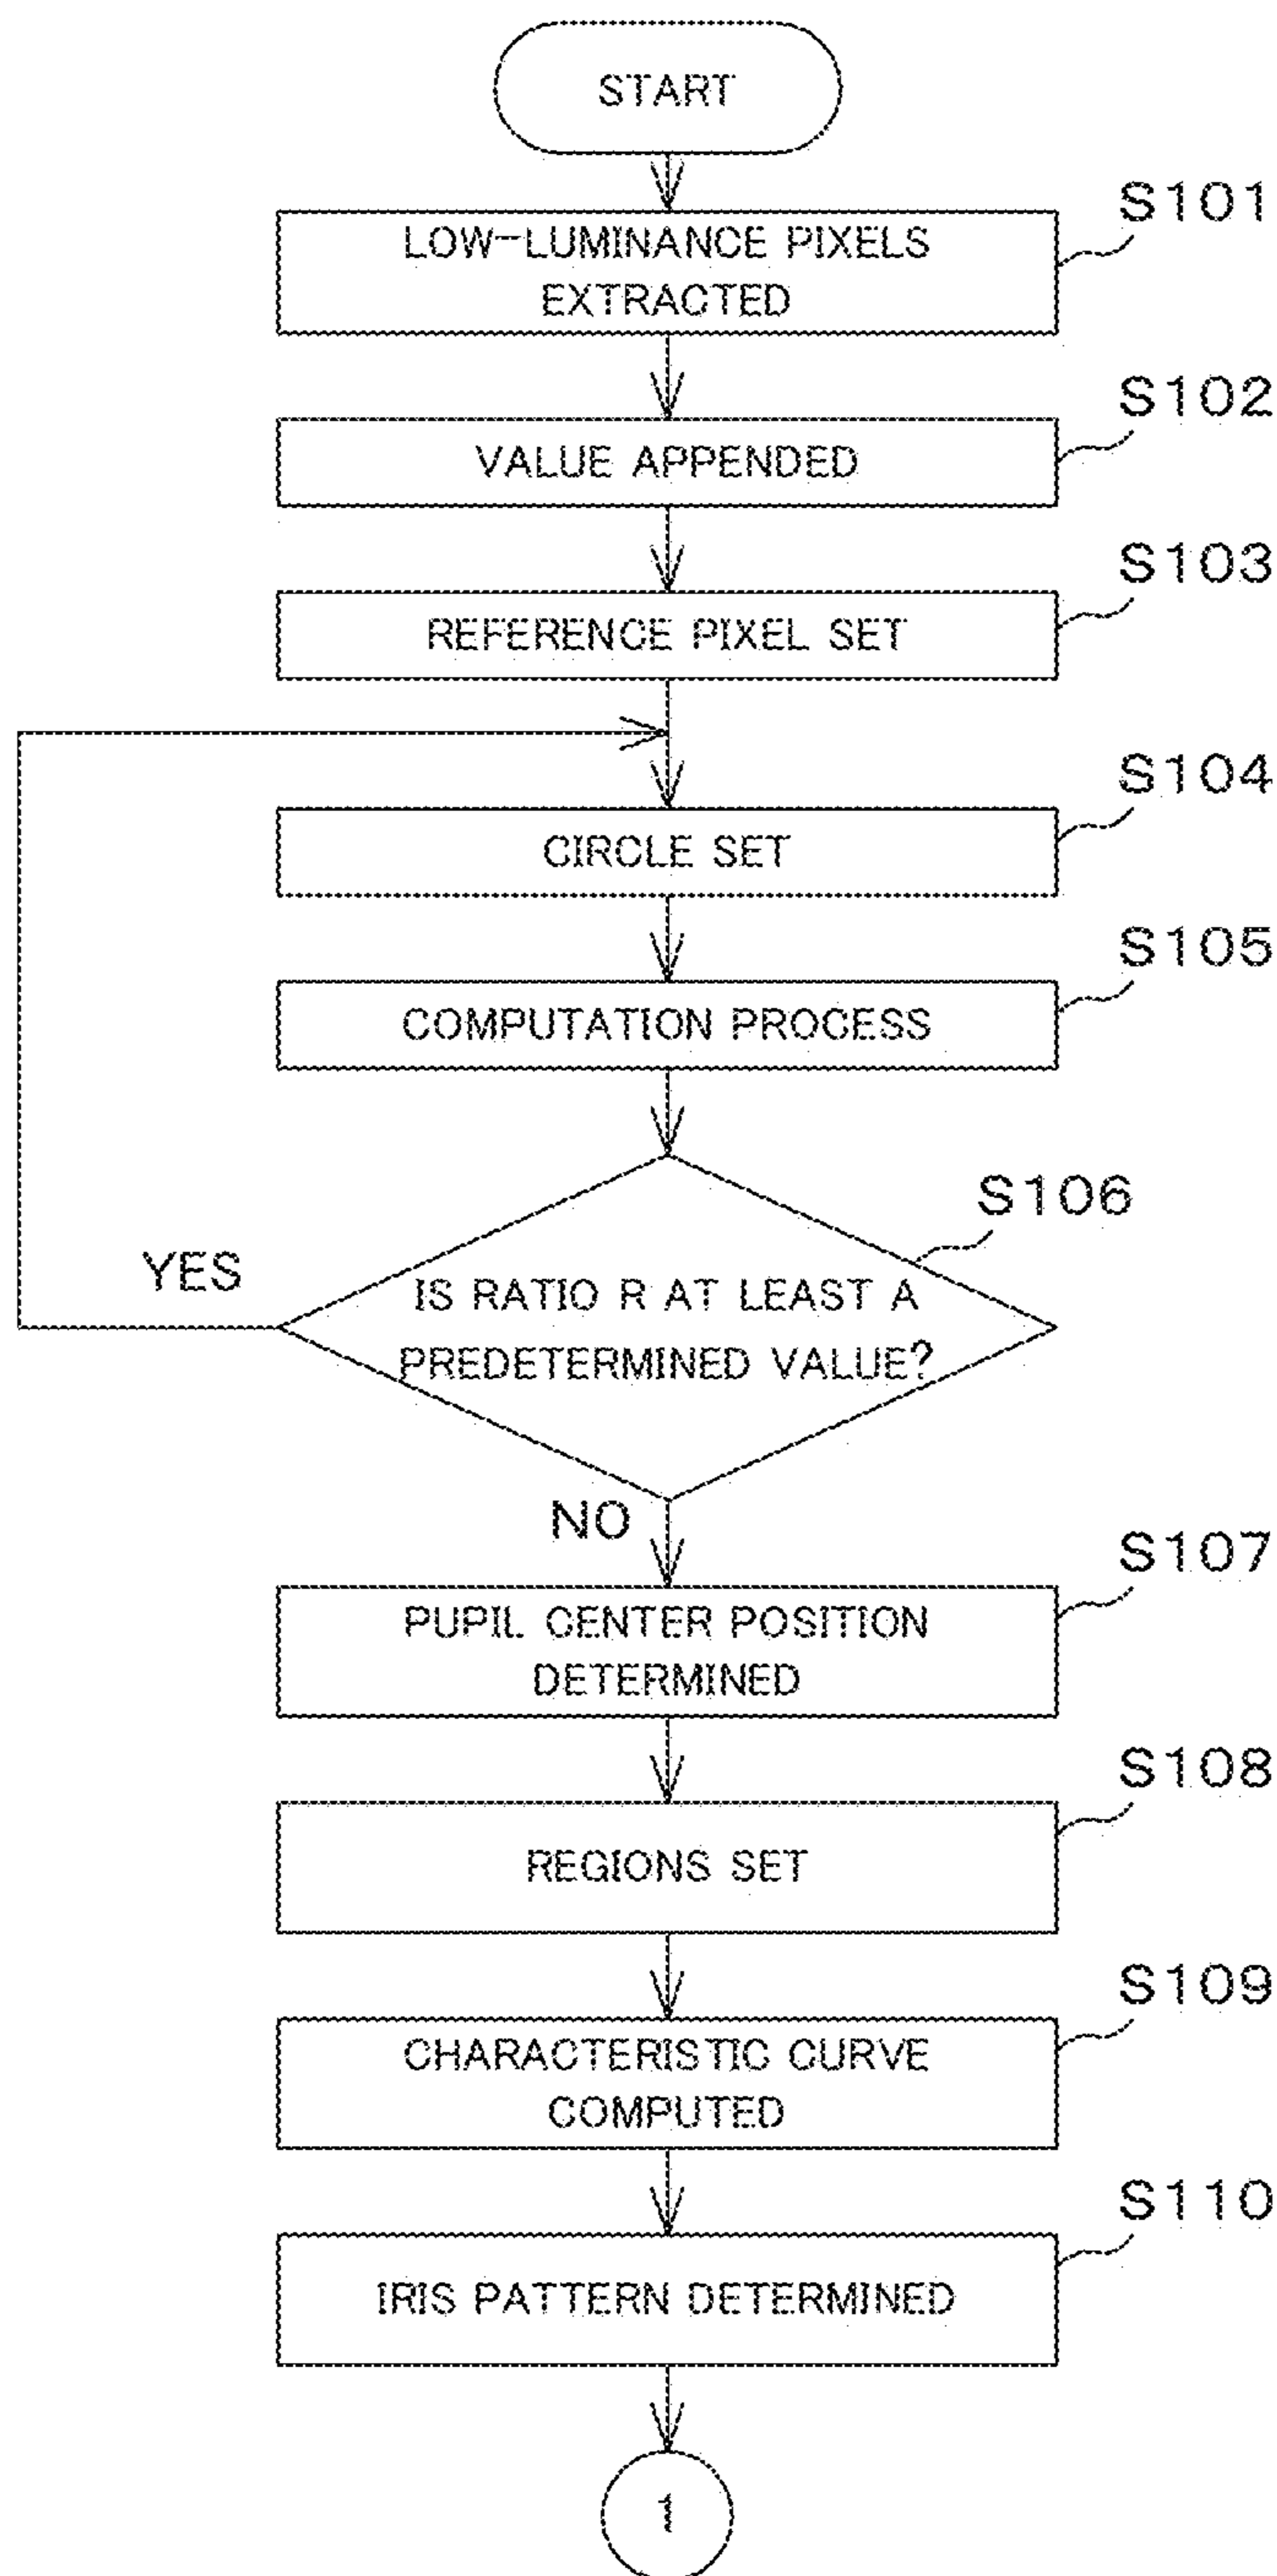 START
S101
LOW-LUMINANCE PIXELS
EXTRACTED
S102
VALUE APPENDED
S103
REFERENCE PIXEL SET
S104
CIRCLE SET
S105
COMPUTATION PROCESS
S106
YES
IS RATIO R AT LEAST A
PREDETERMINED VALUE?
NO
S107
PUPIL CENTER POSITION
DETERMINED
S108
REGIONS SET
S109
CHARACTERISTIC CURVE
COMPUTED
S110
IRIS PATTERN DETERMINED
1